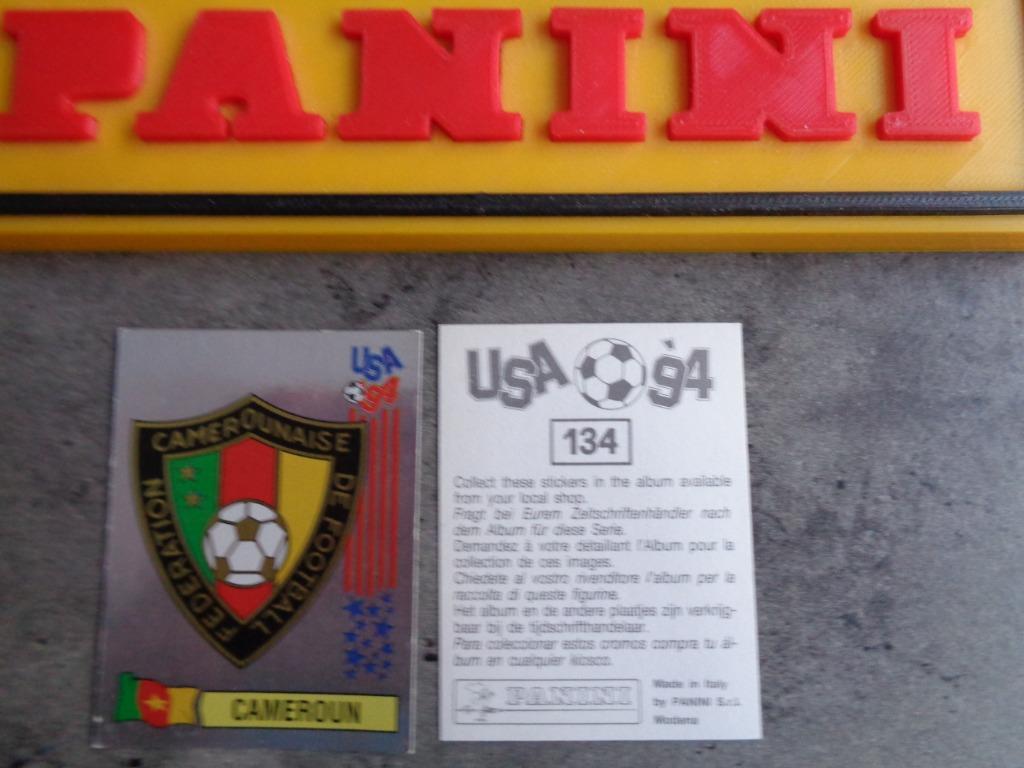 PANINI
USA
94
FEDERATION CAMEROUNAISE DE FOOTBALL
CAMEROUN
USA '94
134
Collect these stickers in the album available
from your local shop.
Fragt bei Eurem Zeitschriftenhändler nach
dem Album für diese Serie.
Demandez à votre détaillant l'Album pour la
collection de ces images.
Chiedete al vostro rivenditore l'album per la
raccolta di queste figurine.
Het album en de andere plaatjes zijn verkrijg-
baar bij de tijdschrifthandelaar.
Para coleccionar estos cromos compra tu ál-
bum en cualquier kiosco.
PANINI
Made in Italy
by PANINI S.r.l.
Modena